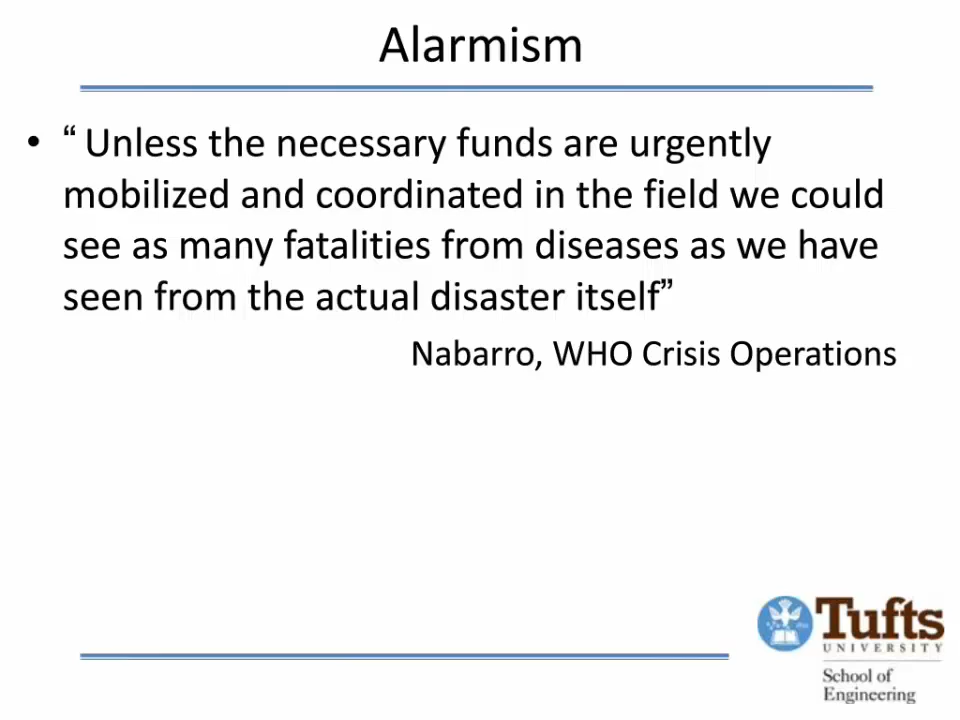 Alarmism
• “ Unless the necessary funds are urgently
mobilized and coordinated in the field we could
see as many fatalities from diseases as we have
seen from the actual disaster itself”
Nabarro, WHO Crisis Operations
Tufts
UNIVERSITY
School of
Engineering